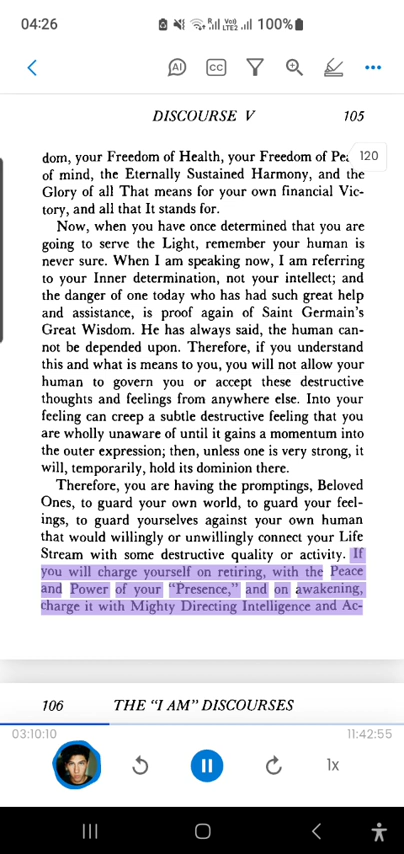 04:26
Vo)) LTE2 100%
AI CC
DISCOURSE V 105
120
dom, your Freedom of Health, your Freedom of Pea
of mind, the Eternally Sustained Harmony, and the
Glory of all That means for your own financial Vic-
tory, and all that It stands for.
Now, when you have once determined that you are
going to serve the Light, remember your human is
never sure. When I am speaking now, I am referring
to your Inner determination, not your intellect; and
the danger of one today who has had such great help
and assistance, is proof again of Saint Germain's
Great Wisdom. He has always said, the human can-
not be depended upon. Therefore, if you understand
this and what is means to you, you will not allow your
human to govern you or accept these destructive
thoughts and feelings from anywhere else. Into your
feeling can creep a subtle destructive feeling that you
are wholly unaware of until it gains a momentum into
the outer expression; then, unless one is very strong, it
will, temporarily, hold its dominion there.
Therefore, you are having the promptings, Beloved
Ones, to guard your own world, to guard your feel-
ings, to guard yourselves against your own human
that would willingly or unwillingly connect your Life
Stream with some destructive quality or activity. If
you will charge yourself on retiring, with the Peace
and Power of your “Presence,” and on awakening,
charge it with Mighty Directing Intelligence and Ac-
106 THE “I AM” DISCOURSES
03:10:10 11:42:55
1x